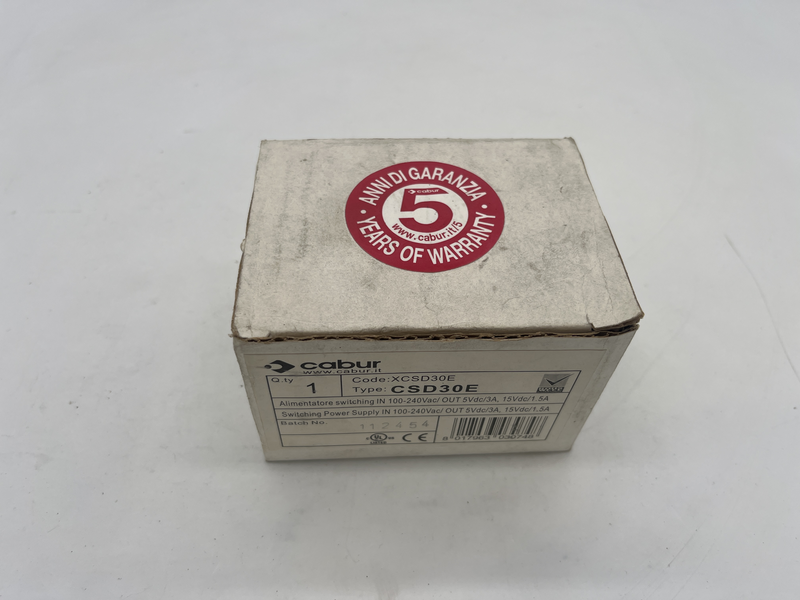 · ANNI DI GARANZIA ·
cabur
5
www.cabur.it/5
YEARS OF WARRANTY
cabur
www.cabur.it
Q.ty 1
Code: XCSD30E
Type: CSD30E
Alimentatore switching IN 100-240Vac/ OUT 5Vdc/3A, 15Vdc/1.5A
Switching Power Supply IN 100-240Vac/ OUT 5Vdc/3A, 15Vdc/1.5A
Batch No. 112454
UL CE